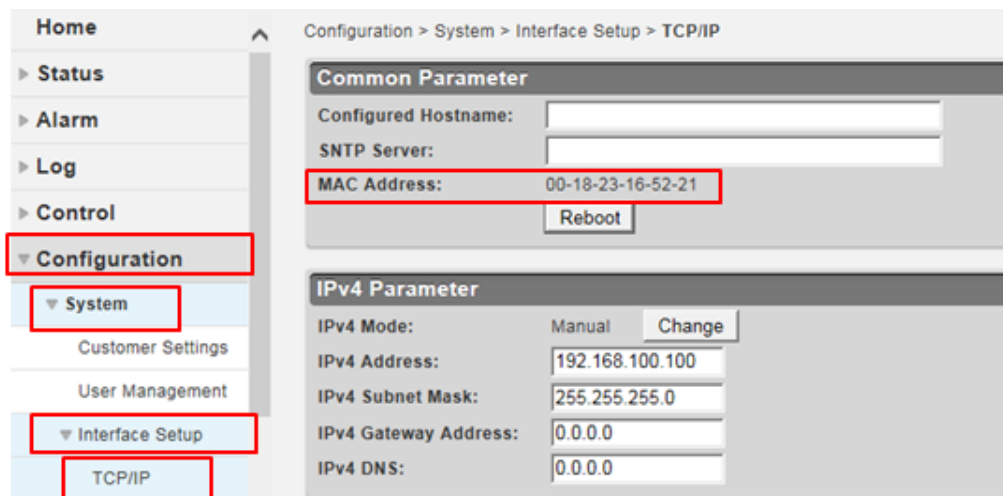 Home
Status
Alarm
Log
Control
Configuration
System
Customer Settings
User Management
Interface Setup
TCP/IP
Configuration > System > Interface Setup > TCP/IP
Common Parameter
Configured Hostname:
SNTP Server:
MAC Address: 00-18-23-16-52-21
Reboot
IPv4 Parameter
IPv4 Mode: Manual Change
IPv4 Address: 192.168.100.100
IPv4 Subnet Mask: 255.255.255.0
IPv4 Gateway Address: 0.0.0.0
IPv4 DNS: 0.0.0.0